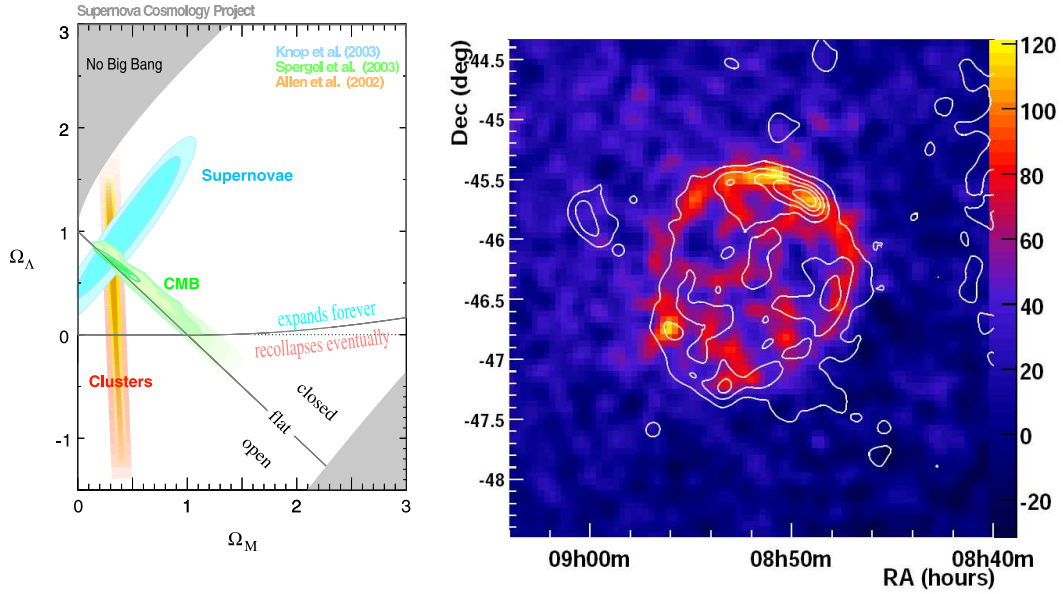 Supernova Cosmology Project
3
No Big Bang
Knop et al. (2003)
Spergel et al. (2003)
Allen et al. (2002)
2
Supernovae
1
Ω_Λ
CMB
expands forever
0
recollapses eventually
Clusters
closed
flat
-1
open
0 1 2 3
Ω_M
Dec (deg)
-44.5
-45
-45.5
-46
-46.5
-47
-47.5
-48
09h00m 08h50m 08h40m
RA (hours)
120
100
80
60
40
20
0
-20